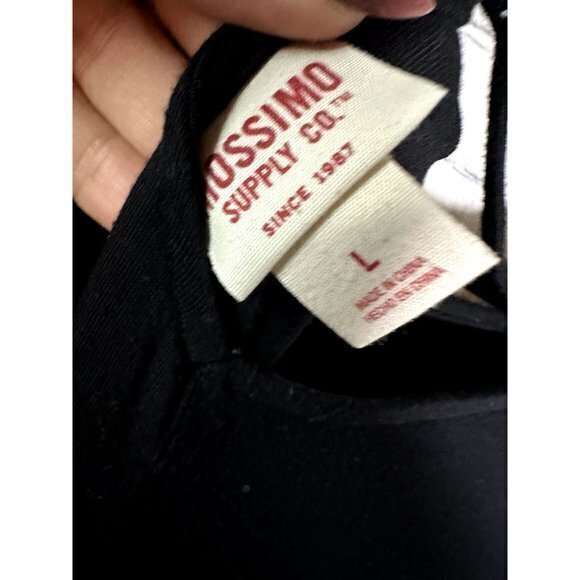 MOSSIMO
SUPPLY CO.™
SINCE 1987
L
MADE IN CHINA
HECHO EN CHINA